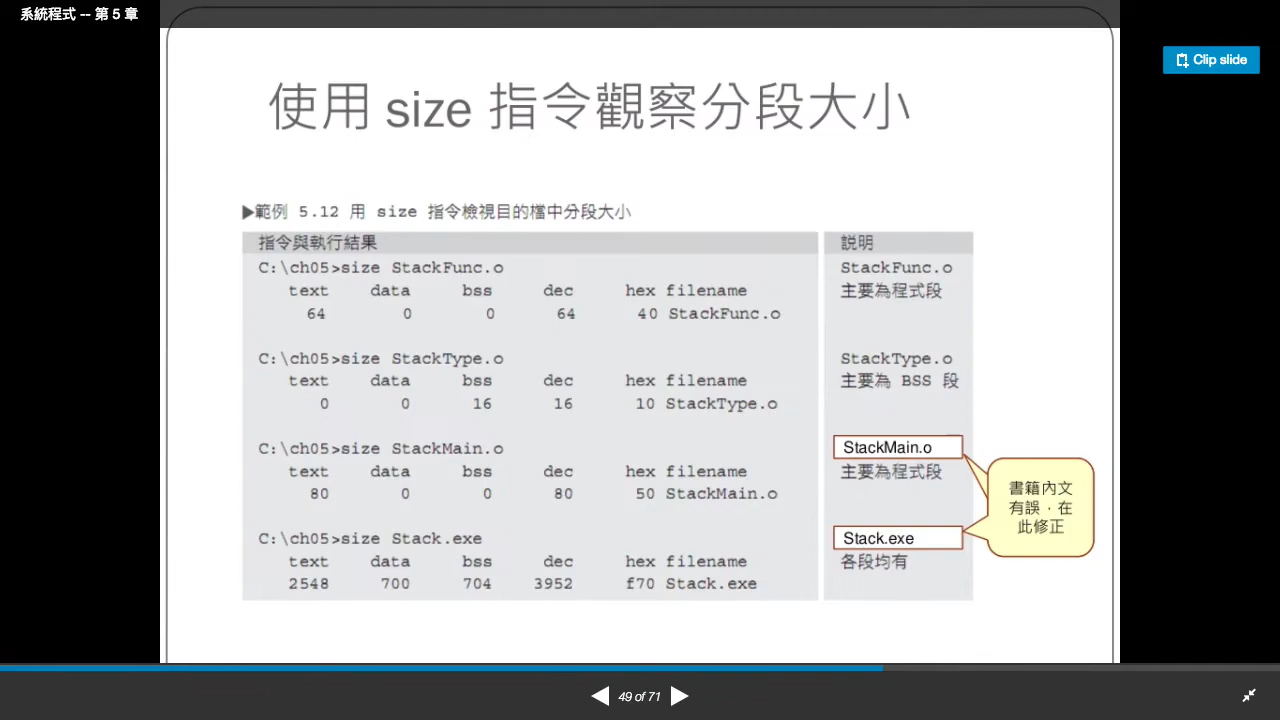 系統程式 -- 第 5 章
Clip slide
使用 size 指令觀察分段大小
▶範例 5.12 用 size 指令檢視目的檔中分段大小
指令與執行結果 説明
C:\ch05>size StackFunc.o StackFunc.o
text data bss dec hex filename 主要為程式段
64 0 0 64 40 StackFunc.o
C:\ch05>size StackType.o StackType.o
text data bss dec hex filename 主要為 BSS 段
0 0 16 16 10 StackType.o
C:\ch05>size StackMain.o StackMain.o
text data bss dec hex filename 主要為程式段
80 0 0 80 50 StackMain.o
C:\ch05>size Stack.exe Stack.exe
text data bss dec hex filename 各段均有
2548 700 704 3952 f70 Stack.exe
書籍內文
有誤，在
此修正
49 of 71